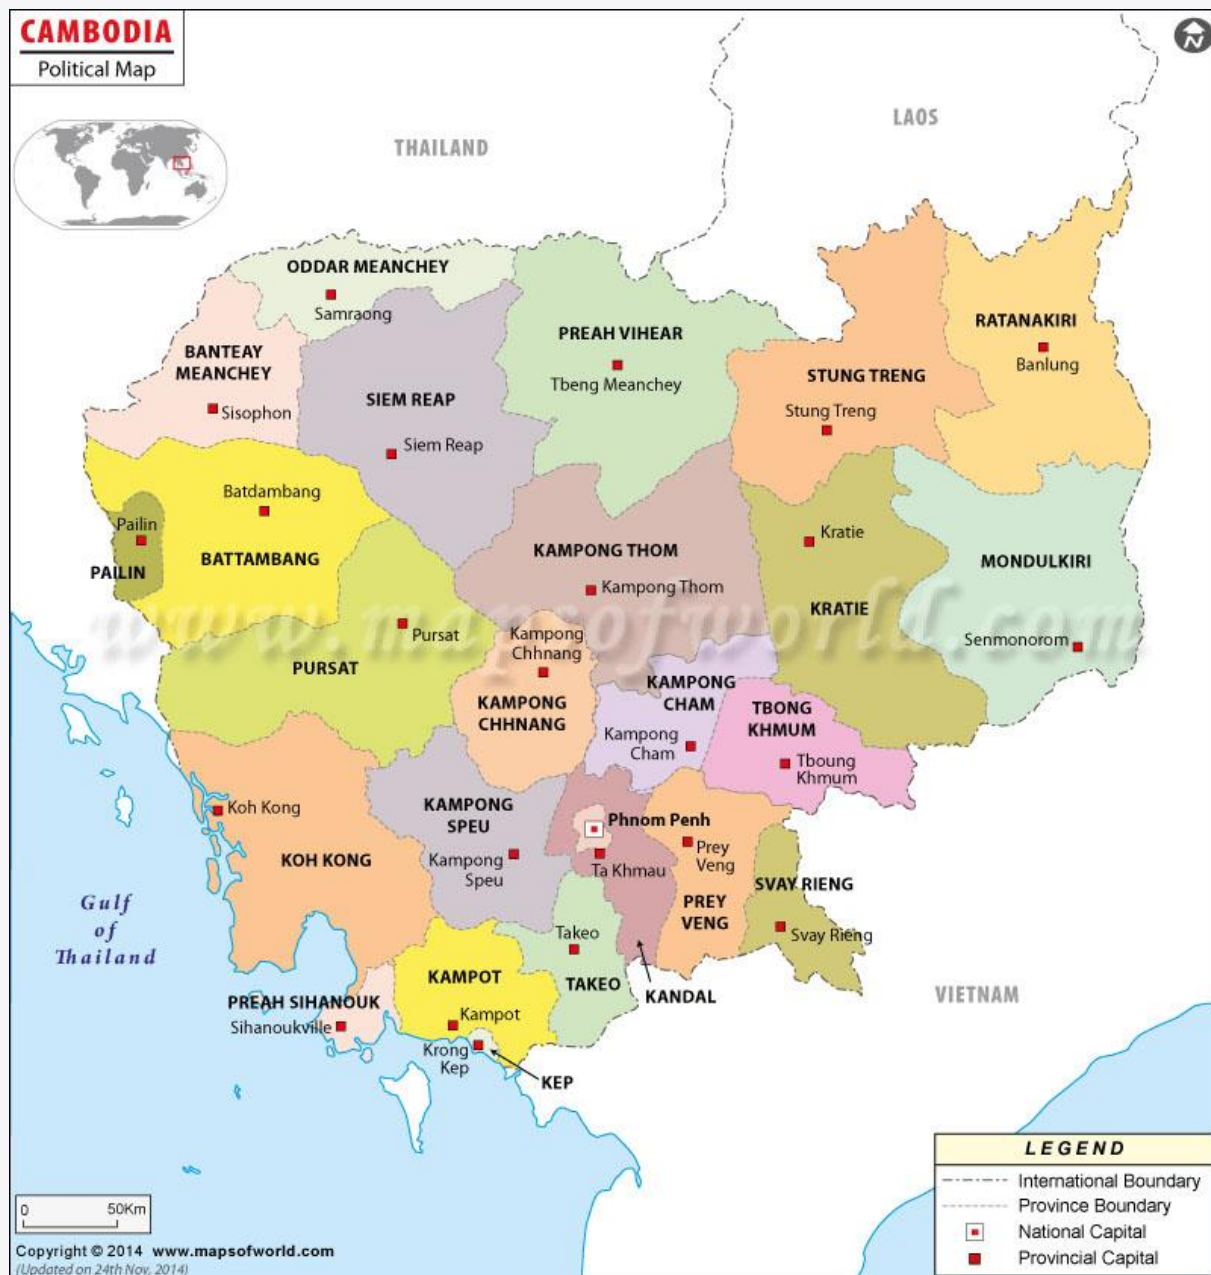 CAMBODIA
Political Map
N
THAILAND
LAOS
ODDAR MEANCHEY
Samraong
BANTEAY
MEANCHEY
Sisophon
SIEM REAP
Siem Reap
PREAH VIHEAR
Tbeng Meanchey
STUNG TRENG
Stung Treng
RATANAKIRI
Banlung
Batdambang
BATTAMBANG
Pailin
PAILIN
KAMPONG THOM
Kampong Thom
Kratie
KRATIE
MONDULKIRI
Senmonorom
www.mapsofworld.com
Pursat
PURSAT
Kampong
Chhnang
KAMPONG
CHHNANG
KAMPONG
CHAM
Kampong
Cham
TBONG
KHMUM
Tboung
Khmum
Koh Kong
KOH KONG
KAMPONG
SPEU
Kampong
Speu
Phnom Penh
Ta Khmau
Prey
Veng
PREY
VENG
SVAY RIENG
Svay Rieng
Gulf
of
Thailand
Takeo
TAKEO
KANDAL
KAMPOT
Kampot
PREAH SIHANOUK
Sihanoukville
Krong
Kep
KEP
VIETNAM
LEGEND
International Boundary
Province Boundary
National Capital
Provincial Capital
0 50Km
Copyright © 2014 www.mapsofworld.com
(Updated on 24th Nov, 2014)